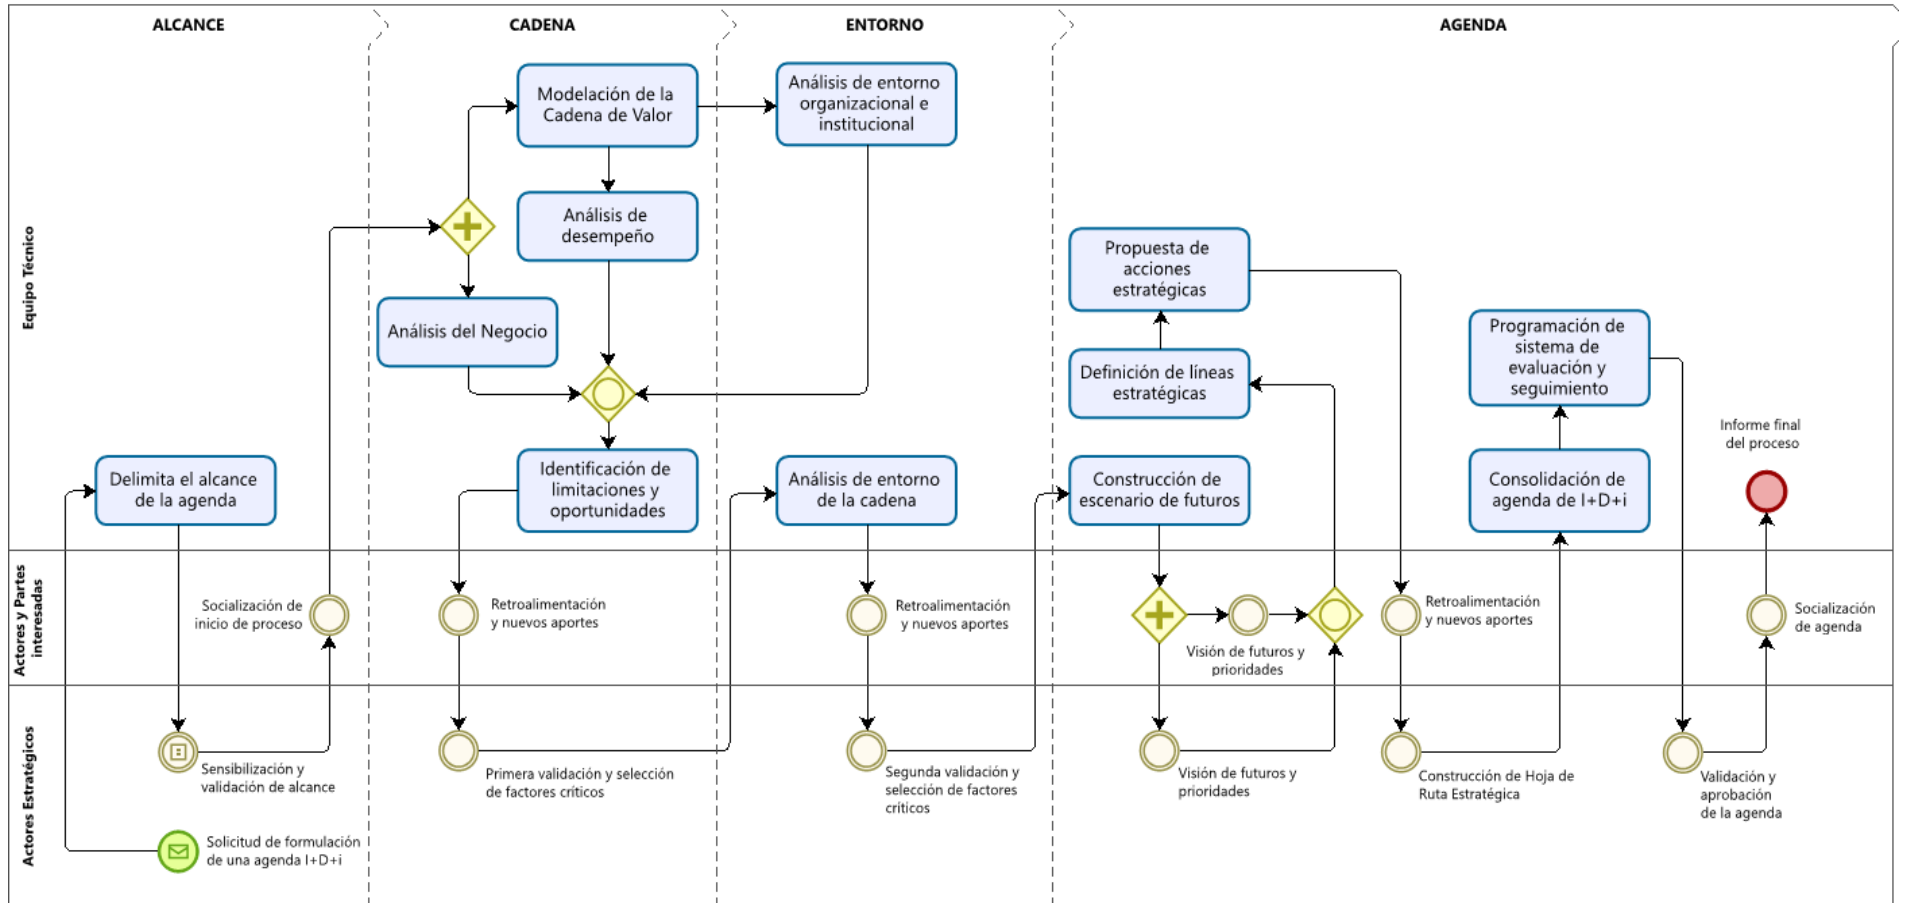 ALCANCE
CADENA
ENTORNO
AGENDA
Equipo Técnico
Modelación de la
Cadena de Valor
Análisis de entorno
organizacional e
institucional
Análisis de
desempeño
Análisis del Negocio
Propuesta de
acciones
estratégicas
Definición de líneas
estratégicas
Programación de
sistema de
evaluación y
seguimiento
Informe final
del proceso
Delimita el alcance
de la agenda
Identificación de
limitaciones y
oportunidades
Análisis de entorno
de la cadena
Construcción de
escenario de futuros
Consolidación de
agenda de I+D+i
Actores y Partes
interesadas
Socialización de
inicio de proceso
Retroalimentación
y nuevos aportes
Retroalimentación
y nuevos aportes
Visión de futuros y
prioridades
Retroalimentación
y nuevos aportes
Socialización
de agenda
Actores Estratégicos
Sensibilización y
validación de alcance
Primera validación y selección
de factores críticos
Segunda validación y
selección de factores
críticos
Visión de futuros y
prioridades
Construcción de Hoja de
Ruta Estratégica
Validación y
aprobación
de la agenda
Solicitud de formulación
de una agenda I+D+i